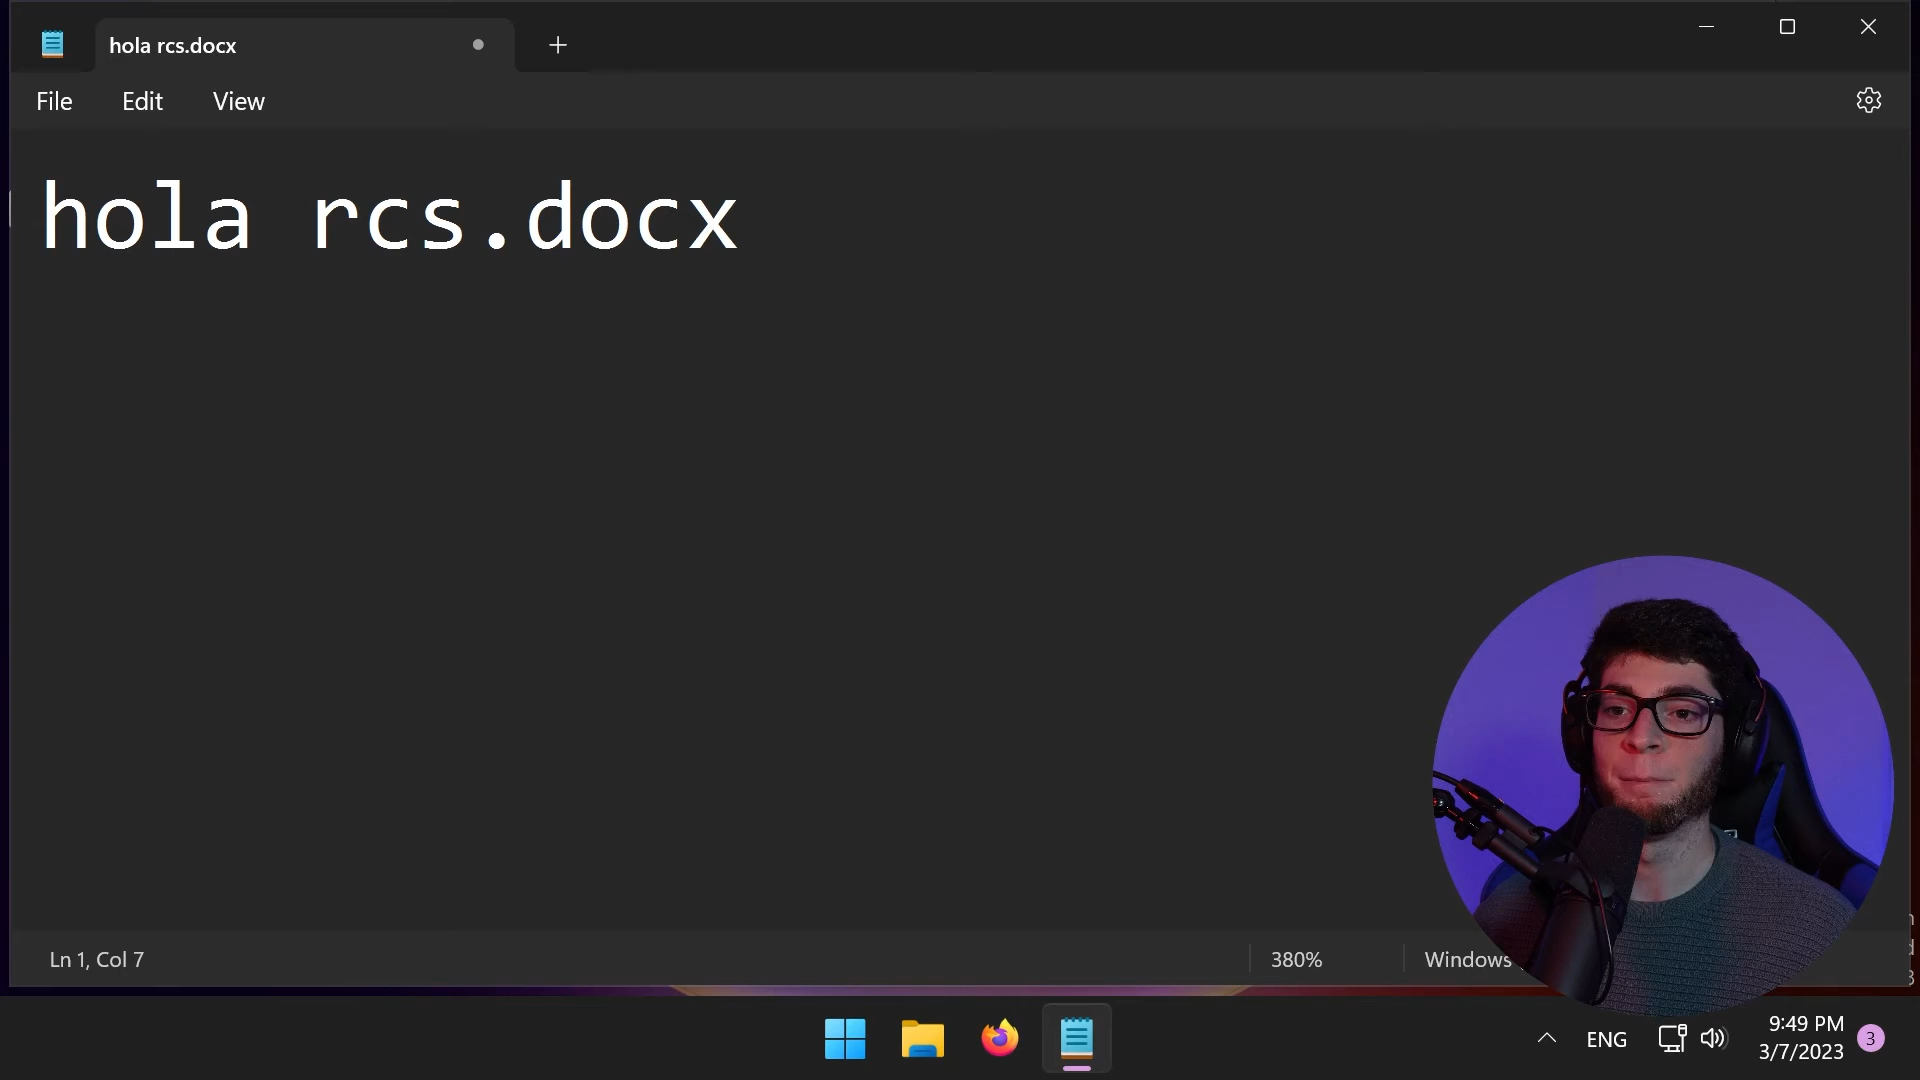 hola rcs.docx
File Edit View
hola rcs.docx
Ln 1, Col 7
380%
Windows
ENG
9:49 PM
3/7/2023
3